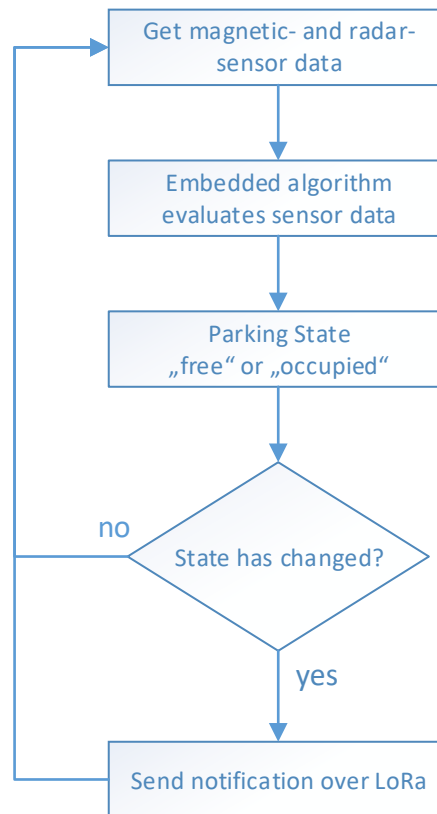 Get magnetic- and radar-
sensor data
Embedded algorithm
evaluates sensor data
Parking State
„free“ or „occupied“
no
State has changed?
yes
Send notification over LoRa